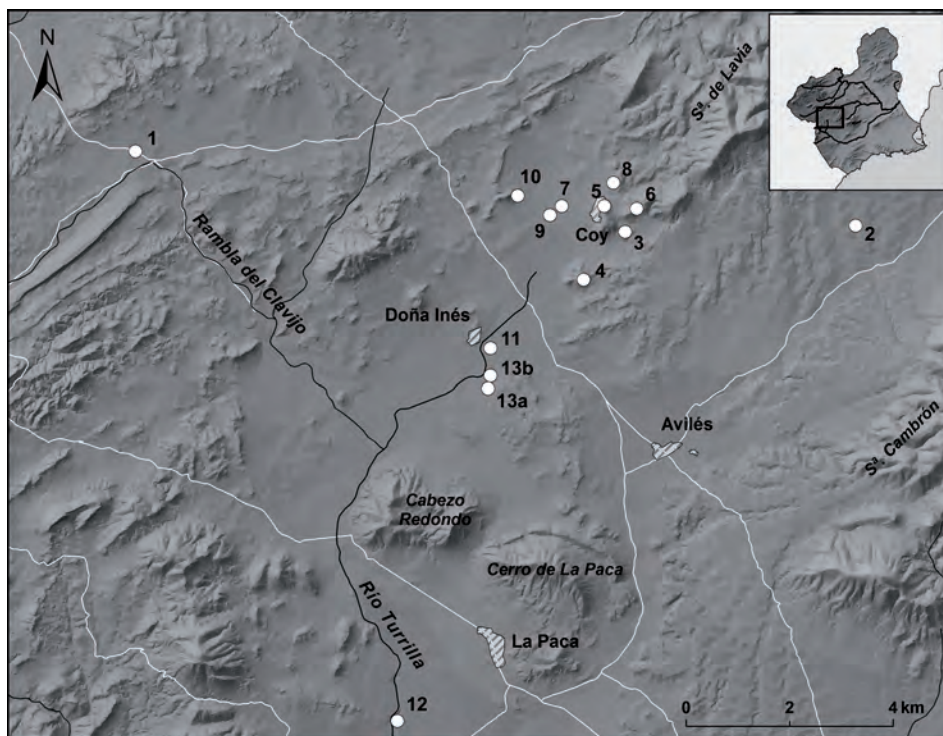 N
1
Sª. de Lavia
8
10
7
5
6
9
Coy
3
2
4
Rambla del Clavijo
Doña Inés
11
13b
13a
Avilés
Sª. Cambrón
Cabezo
Redondo
Cerro de La Paca
Río Turrilla
La Paca
12
0 2 4 km